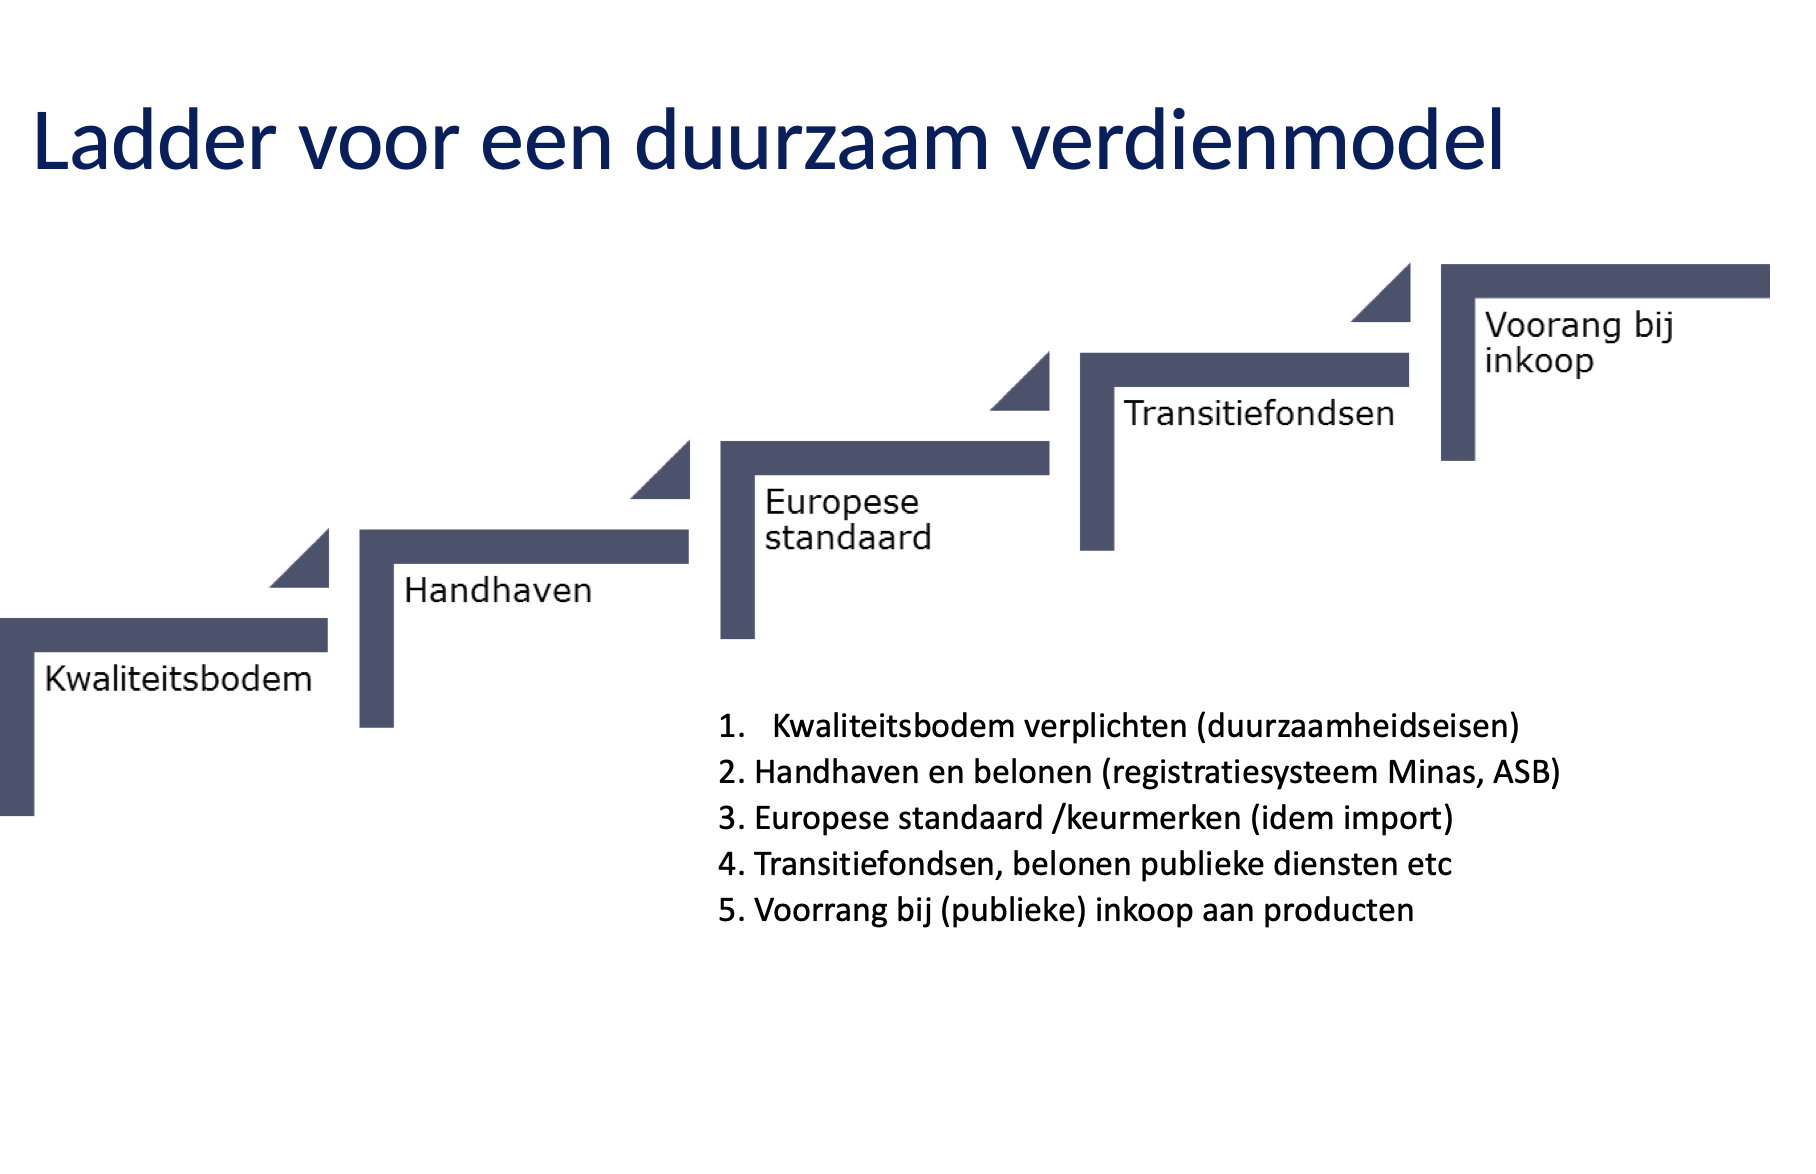 Ladder voor een duurzaam verdienmodel
Voorang bij
inkoop
Transitiefondsen
Europese
standaard
Handhaven
Kwaliteitsbodem
1. Kwaliteitsbodem verplichten (duurzaamheidseisen)
2. Handhaven en belonen (registratiesysteem Minas, ASB)
3. Europese standaard /keurmerken (idem import)
4. Transitiefondsen, belonen publieke diensten etc
5. Voorrang bij (publieke) inkoop aan producten